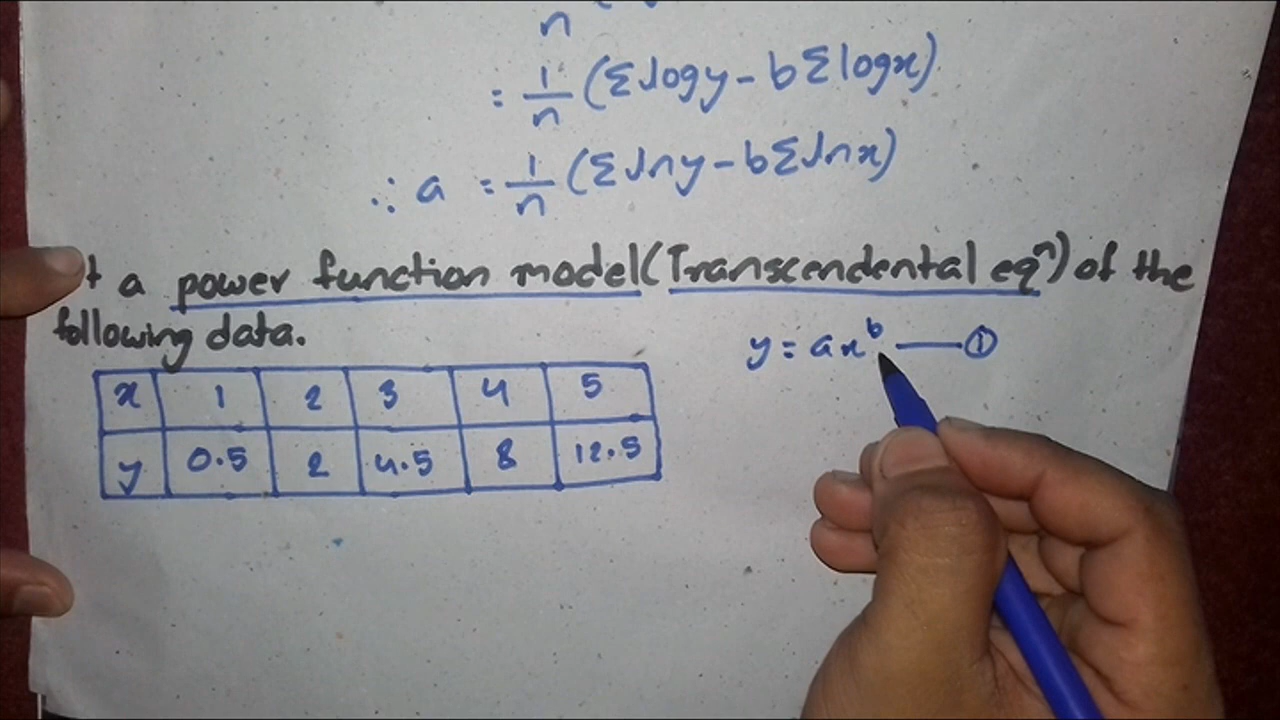 n
= 1/n (Σlogy - bΣlogx)
∴ a = 1/n (Σlny - bΣlnx)
a power function model (Transcendental eqⁿ) of the
following data.
y = axᵇ —— ①
x 1 2 3 4 5
y 0.5 2 4.5 8 12.5